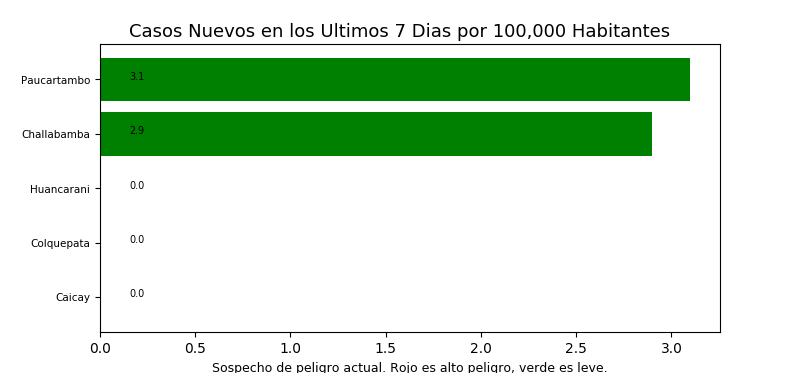 Casos Nuevos en los Ultimos 7 Dias por 100,000 Habitantes
Paucartambo 3.1
Challabamba 2.9
Huancarani 0.0
Colquepata 0.0
Caicay 0.0
0.0 0.5 1.0 1.5 2.0 2.5 3.0
Sospecho de peligro actual. Rojo es alto peligro, verde es leve.